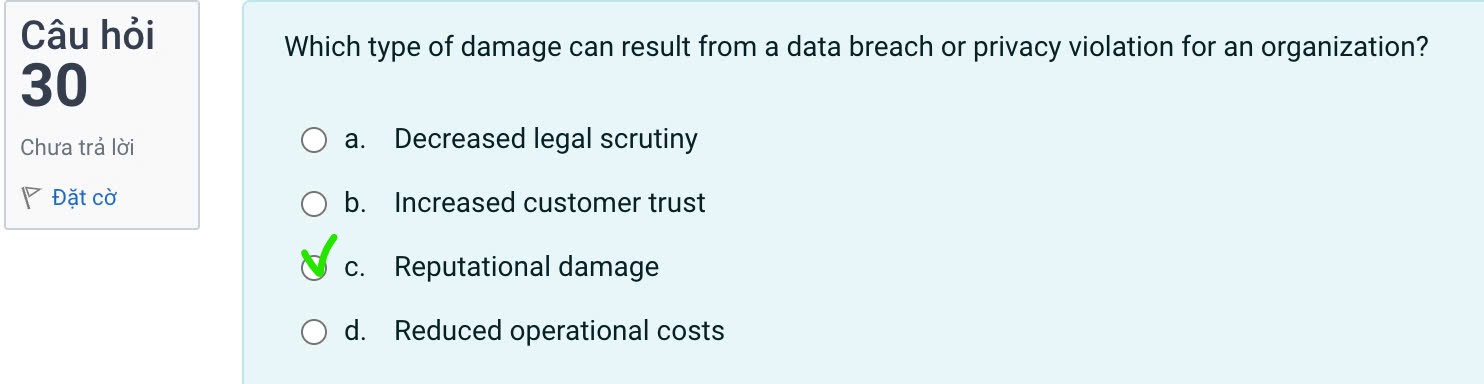 Câu hỏi
30
Chưa trả lời
Đặt cờ
Which type of damage can result from a data breach or privacy violation for an organization?
a. Decreased legal scrutiny
b. Increased customer trust
c. Reputational damage
d. Reduced operational costs